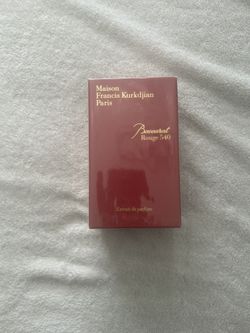 Maison
Francis Kurkdjian
Paris
Baccarat
Rouge 540
Extrait de parfum